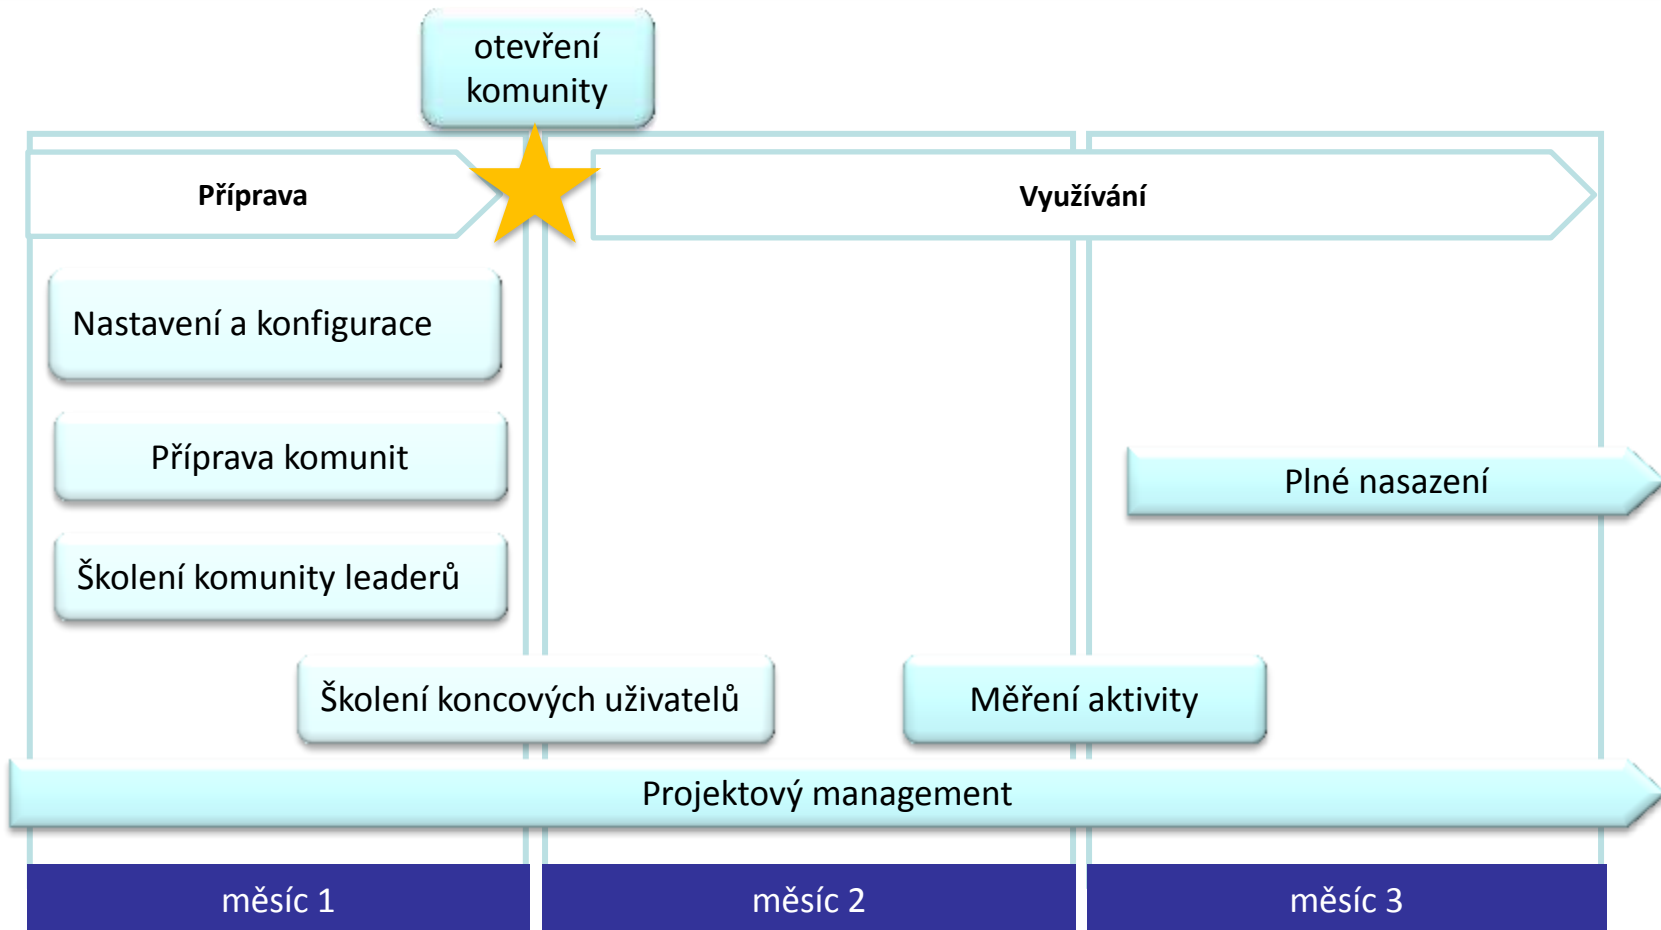 otevření
komunity
Příprava
Využívání
Nastavení a konfigurace
Příprava komunit
Plné nasazení
Školení komunity leaderů
Školení koncových uživatelů
Měření aktivity
Projektový management
měsíc 1
měsíc 2
měsíc 3